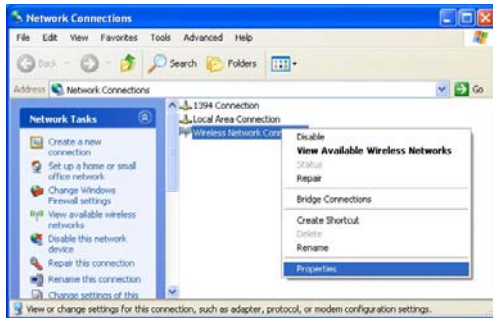 Network Connections
File Edit View Favorites Tools Advanced Help
Back Search Folders
Address Network Connections Go
Network Tasks
Create a new connection
Set up a home or small office network
Change Windows Firewall settings
View available wireless networks
Disable this network device
Repair this connection
Rename this connection
Change settings of this
1394 Connection
Local Area Connection
Wireless Network Conn
Disable
View Available Wireless Networks
Status
Repair
Bridge Connections
Create Shortcut
Delete
Rename
Properties
View or change settings for this connection, such as adapter, protocol, or modem configuration settings.